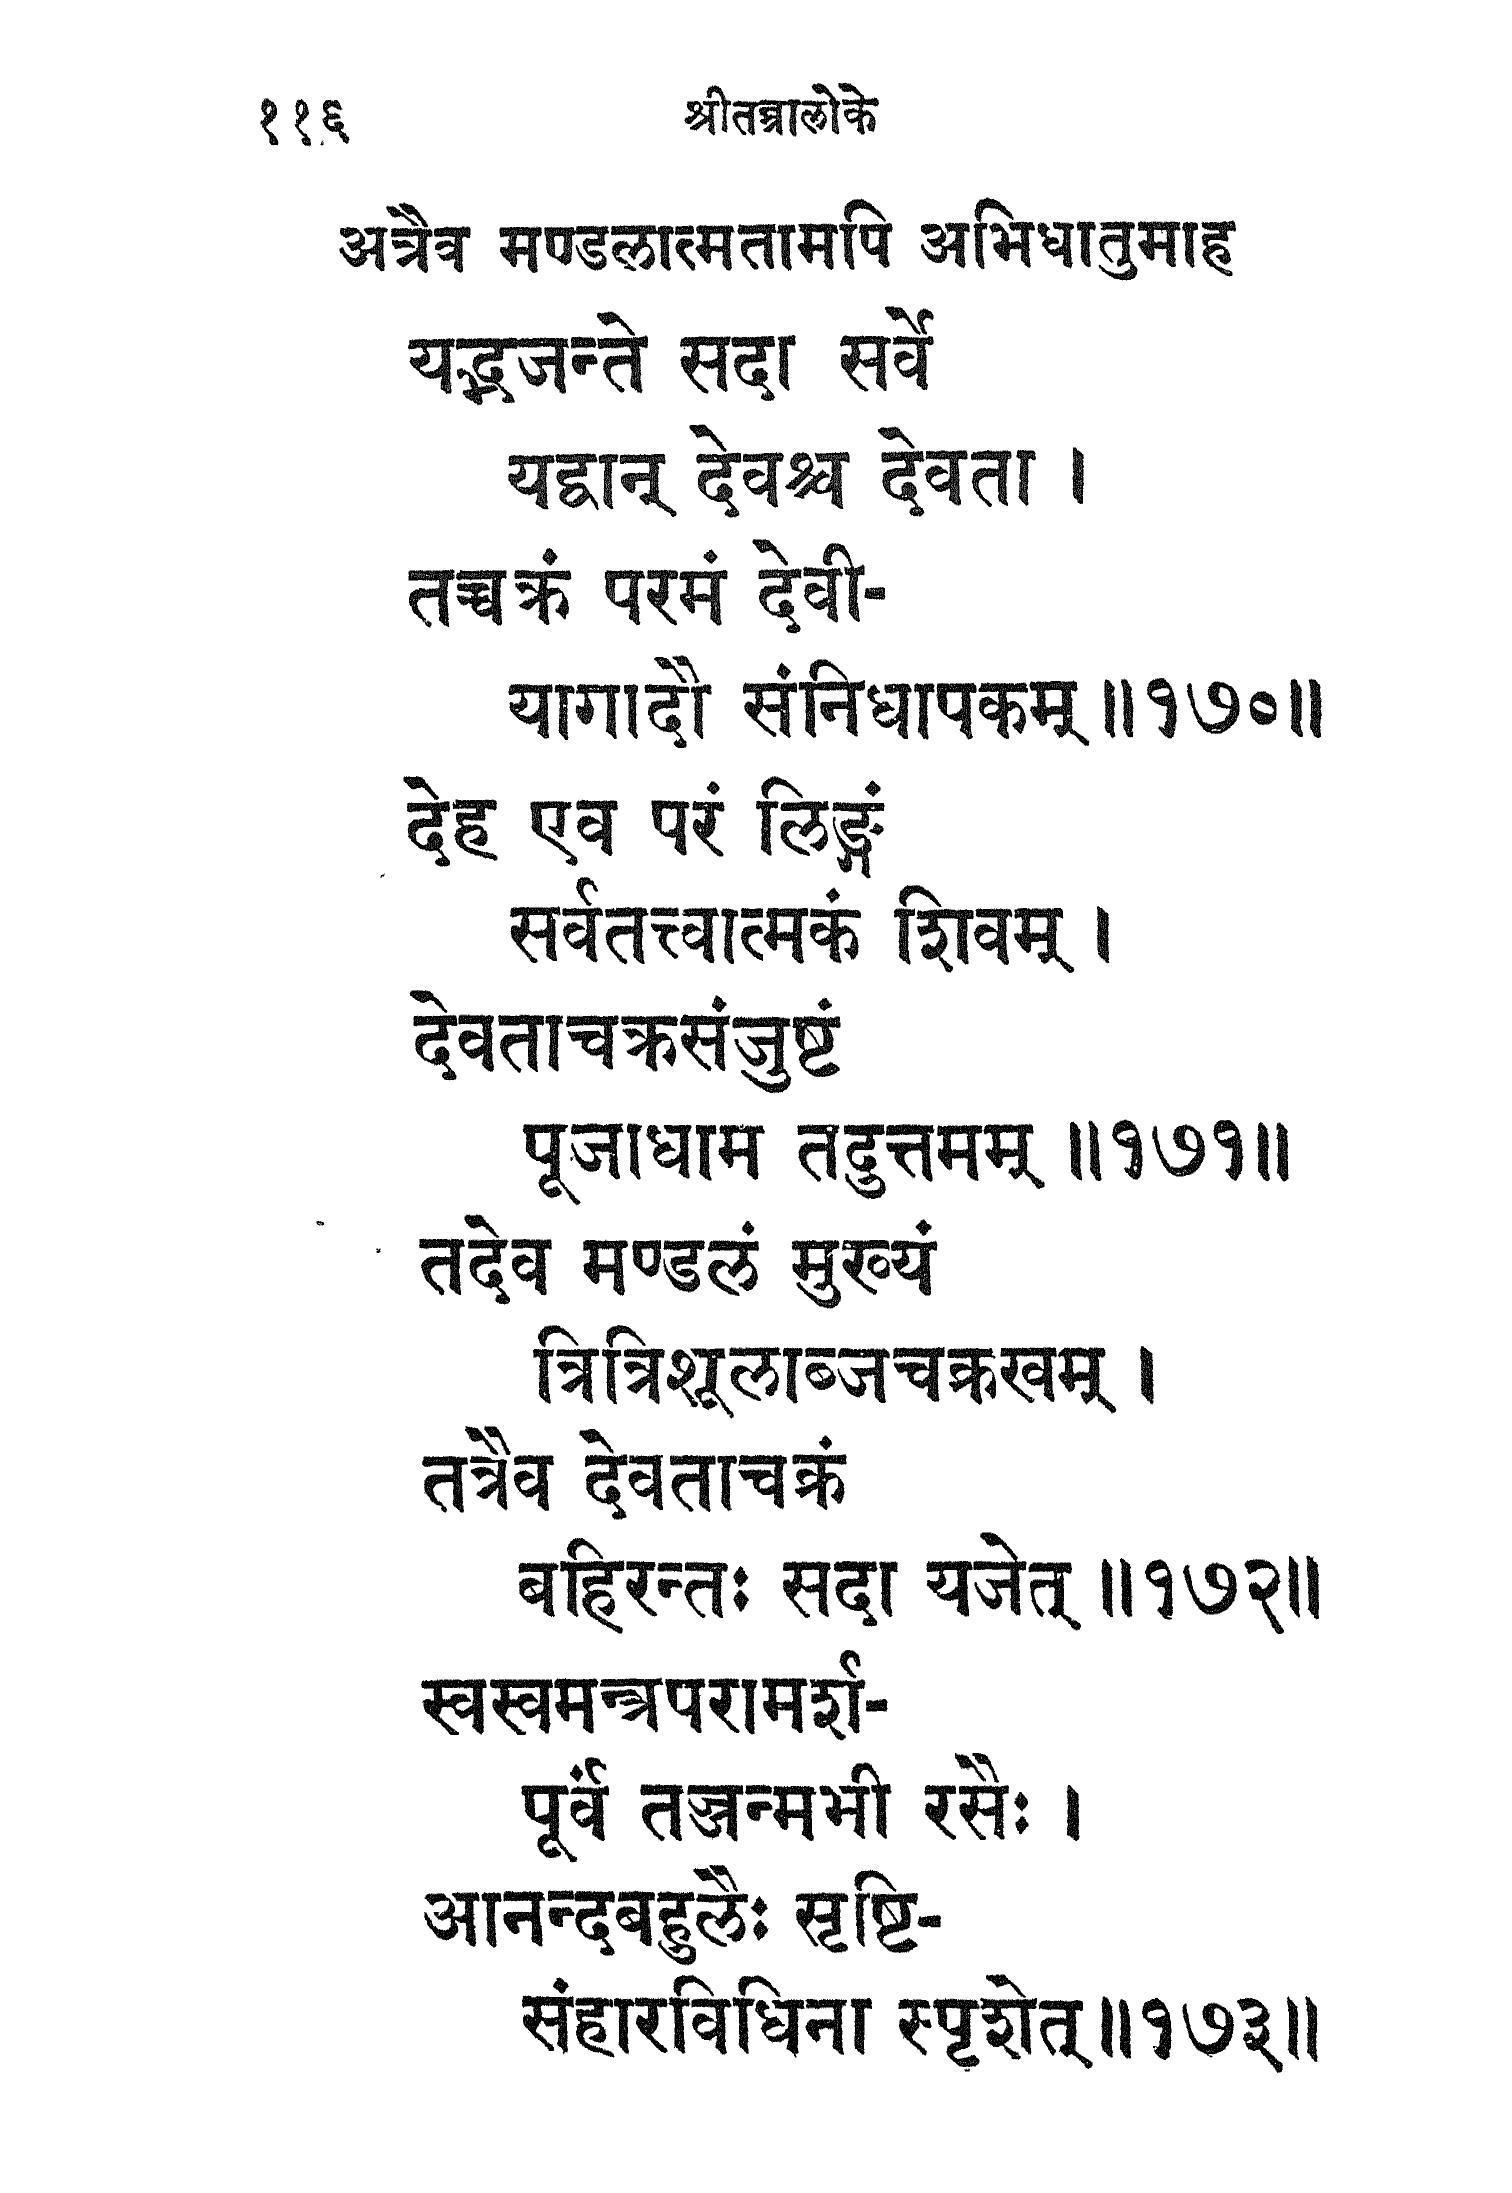 ११६ श्रीतन्त्रालोके
अत्रैव मण्डलात्मतामपि अभिधातुमाह
यद्भजन्ते सदा सर्वे
यद्वान् देवश्च देवता ।
तच्चक्रं परमं देवी-
यागादौ संनिधापकम् ॥१७०॥
देह एव परं लिङ्गं
सर्वतत्त्वात्मकं शिवम् ।
देवताचक्रसंजुष्टं
पूजाधाम तदुत्तमम् ॥१७१॥
तदेव मण्डलं मुख्यं
त्रित्रिशूलाब्जचक्रखम् ।
तत्रैव देवताचक्रं
बहिरन्तः सदा यजेत् ॥१७२॥
स्वस्वमन्त्रपरामर्श-
पूर्वं तज्जन्मभी रसैः ।
आनन्दबहुलैः सृष्टि-
संहारविधिना स्पृशेत् ॥१७३॥